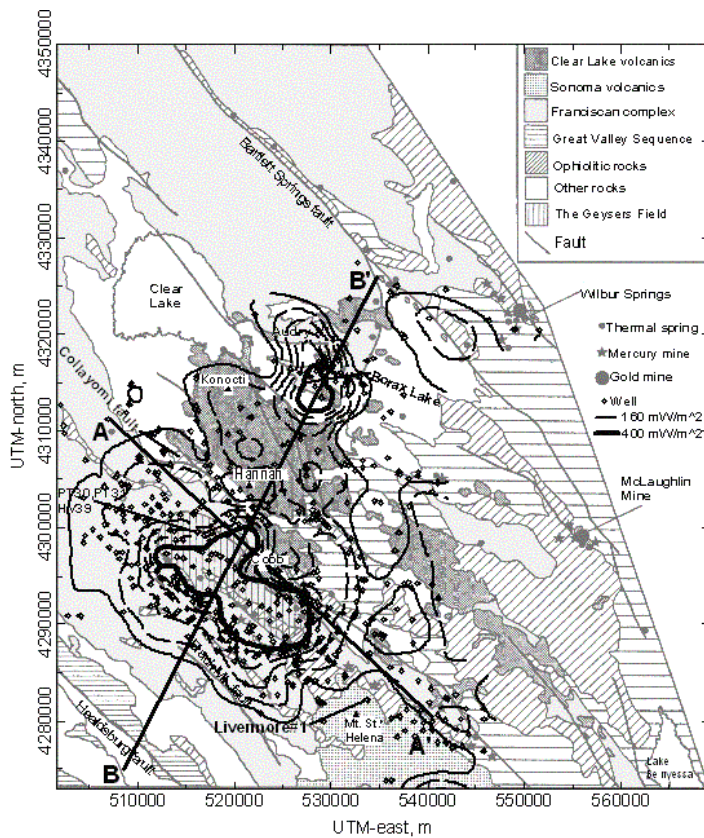 4350000
4340000
4330000
4320000
4310000
4300000
4290000
4280000
UTM-north, m
Clear Lake volcanics
Sonoma volcanics
Franciscan complex
Great Valley Sequence
Ophiolitic rocks
Other rocks
The Geysers Field
Fault
Bartlett Springs fault
Clear
Lake
B'
Wilbur Springs
Thermal spring
Mercury mine
Gold mine
Well
160 mW/m^2
400 mW/m^2
Konocti
Borax Lake
Collayomi fault
A
Hannah
McLaughlin
Mine
PT30 PT33
Cobb
Livermore#1
Mt. St.
Helena
A'
Healdsburg fault
B
Lake
Berryessa
510000
520000
530000
540000
550000
560000
UTM-east, m